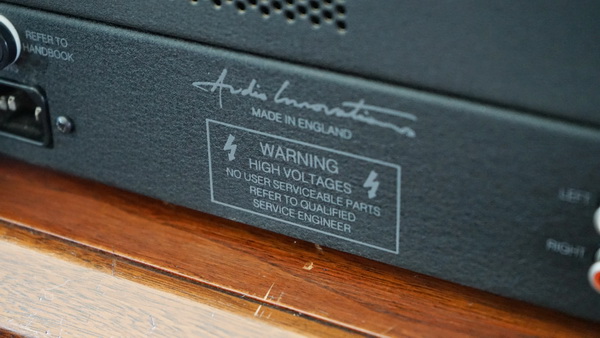 REFER TO
HANDBOOK
Audio Innovations
MADE IN ENGLAND
WARNING
HIGH VOLTAGES
NO USER SERVICEABLE PARTS
REFER TO QUALIFIED
SERVICE ENGINEER
LEFT
RIGHT